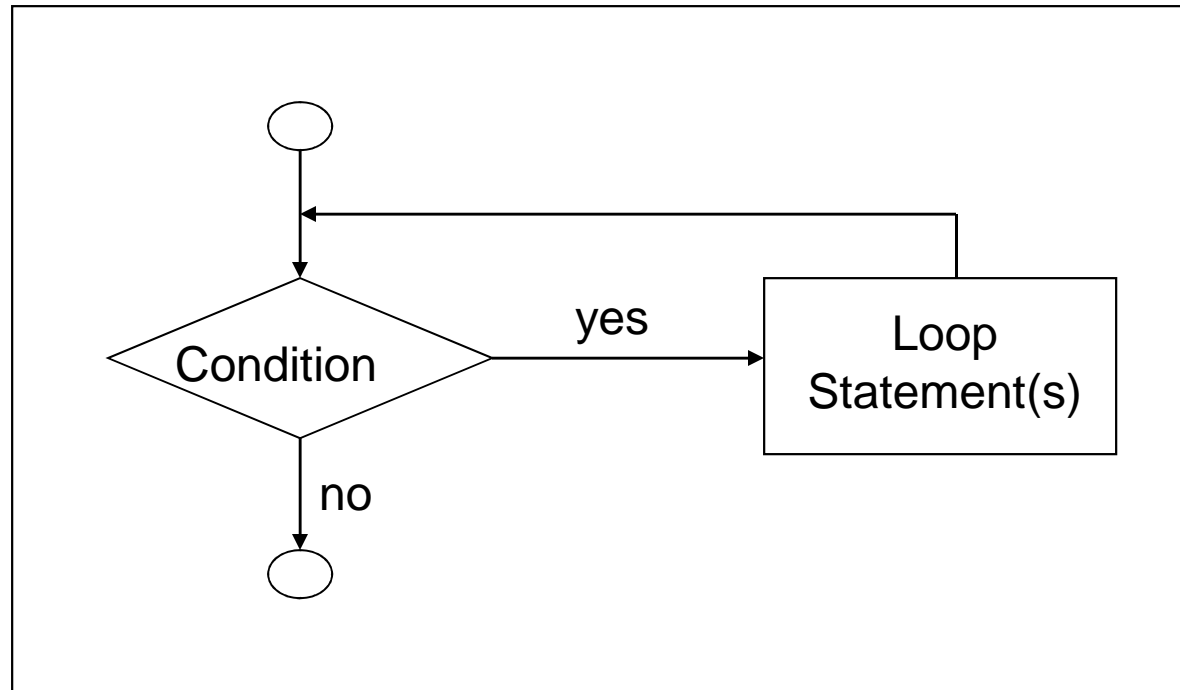 yes
Condition
Loop
Statement(s)
no